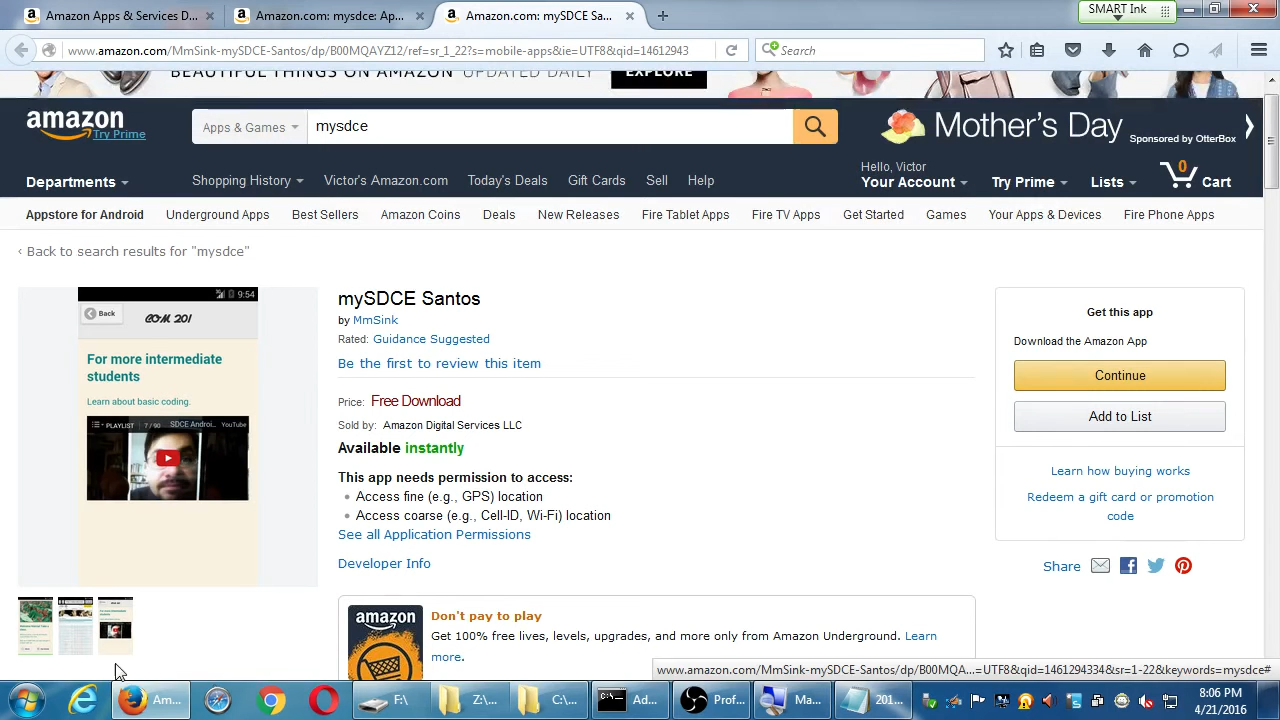 Amazon Apps & Services D...
Amazon.com: mysdce: Ap...
Amazon.com: mySDCE Sa...
SMART Ink
www.amazon.com/MmSink-mySDCE-Santos/dp/B00MQAYZ12/ref=sr_1_22?s=mobile-apps&ie=UTF8&qid=14612943
Search
BEAUTIFUL THINGS ON AMAZON UPDATED DAILY
EXPLORE
amazon
Try Prime
Apps & Games
mysdce
Mother's Day
Sponsored by OtterBox
Departments
Shopping History
Victor's Amazon.com
Today's Deals
Gift Cards
Sell
Help
Hello, Victor
Your Account
Try Prime
Lists
0
Cart
Appstore for Android
Underground Apps
Best Sellers
Amazon Coins
Deals
New Releases
Fire Tablet Apps
Fire TV Apps
Get Started
Games
Your Apps & Devices
Fire Phone Apps
‹ Back to search results for "mysdce"
9:54
Back
COM 201
For more intermediate
students
Learn about basic coding.
PLAYLIST
7 / 90
SDCE Androi...
YouTube
mySDCE Santos
by MmSink
Rated: Guidance Suggested
Be the first to review this item
Price: Free Download
Sold by: Amazon Digital Services LLC
Available instantly
This app needs permission to access:
• Access fine (e.g., GPS) location
• Access coarse (e.g., Cell-ID, Wi-Fi) location
See all Application Permissions
Developer Info
Get this app
Download the Amazon App
Continue
Add to List
Learn how buying works
Redeem a gift card or promotion
code
Share
amazon
Don't pay to play
Get 100% free lives, levels, upgrades, and more only from Amazon Underground. Learn
more.
www.amazon.com/MmSink-mySDCE-Santos/dp/B00MQA...=UTF8&qid=1461294334&sr=1-22&keywords=mysdce#
Am...
F:\
Z:\...
C:\...
Ad...
Prof...
Ma...
201...
8:06 PM
4/21/2016